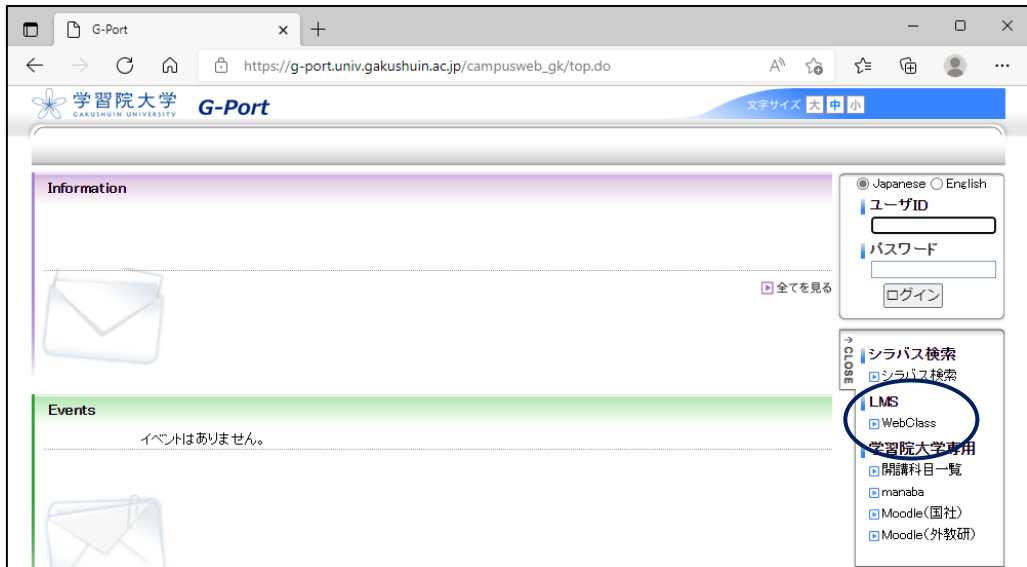 G-Port
https://g-port.univ.gakushuin.ac.jp/campusweb_gk/top.do
学習院大学
GAKUSHUIN UNIVERSITY
G-Port
文字サイズ 大 中 小
Information
全てを見る
Events
イベントはありません。
Japanese English
ユーザID
パスワード
ログイン
CLOSE
シラバス検索
シラバス検索
LMS
WebClass
学習院大学専用
開講科目一覧
manaba
Moodle(国社)
Moodle(外教研)